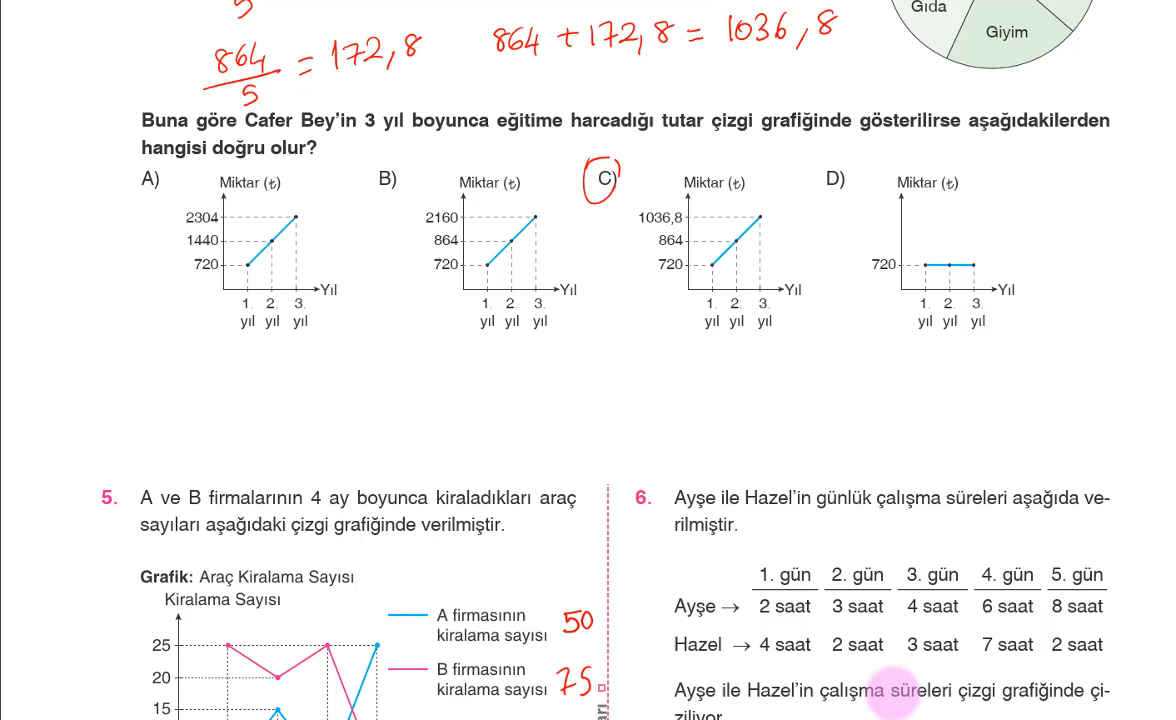 5
864/5 = 172,8
864 + 172,8 = 1036,8
Gıda
Giyim
Buna göre Cafer Bey'in 3 yıl boyunca eğitime harcadığı tutar çizgi grafiğinde gösterilirse aşağıdakilerden
hangisi doğru olur?
A)
Miktar (₺)
2304
1440
720
Yıl
1. 2. 3.
yıl yıl yıl
B)
Miktar (₺)
2160
864
720
Yıl
1. 2. 3.
yıl yıl yıl
C)
Miktar (₺)
1036,8
864
720
Yıl
1. 2. 3.
yıl yıl yıl
D)
Miktar (₺)
720
Yıl
1. 2. 3.
yıl yıl yıl
5. A ve B firmalarının 4 ay boyunca kiraladıkları araç
sayıları aşağıdaki çizgi grafiğinde verilmiştir.
Grafik: Araç Kiralama Sayısı
Kiralama Sayısı
25
20
15
A firmasının
kiralama sayısı
50
B firmasının
kiralama sayısı
75
6. Ayşe ile Hazel'in günlük çalışma süreleri aşağıda ve-
rilmiştir.
1. gün 2. gün 3. gün 4. gün 5. gün
Ayşe → 2 saat 3 saat 4 saat 6 saat 8 saat
Hazel → 4 saat 2 saat 3 saat 7 saat 2 saat
Ayşe ile Hazel'in çalışma süreleri çizgi grafiğinde çi-
ziliyor.